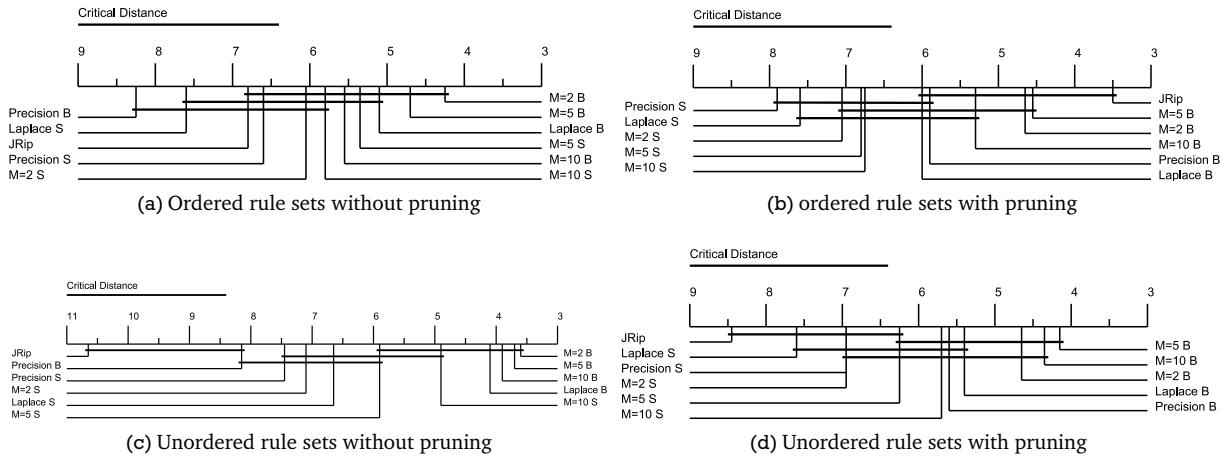 Critical Distance
9 8 7 6 5 4 3
Precision B
Laplace S
JRip
Precision S
M=2 S
M=2 B
M=5 B
Laplace B
M=5 S
M=10 B
M=10 S
(a) Ordered rule sets without pruning
Critical Distance
9 8 7 6 5 4 3
Precision S
Laplace S
M=2 S
M=5 S
M=10 S
JRip
M=5 B
M=2 B
M=10 B
Precision B
Laplace B
(b) ordered rule sets with pruning
Critical Distance
11 10 9 8 7 6 5 4 3
JRip
Precision B
Precision S
M=2 S
Laplace S
M=5 S
M=2 B
M=5 B
M=10 B
Laplace B
M=10 S
(c) Unordered rule sets without pruning
Critical Distance
9 8 7 6 5 4 3
JRip
Laplace S
Precision S
M=2 S
M=5 S
M=10 S
M=5 B
M=10 B
M=2 B
Laplace B
Precision B
(d) Unordered rule sets with pruning